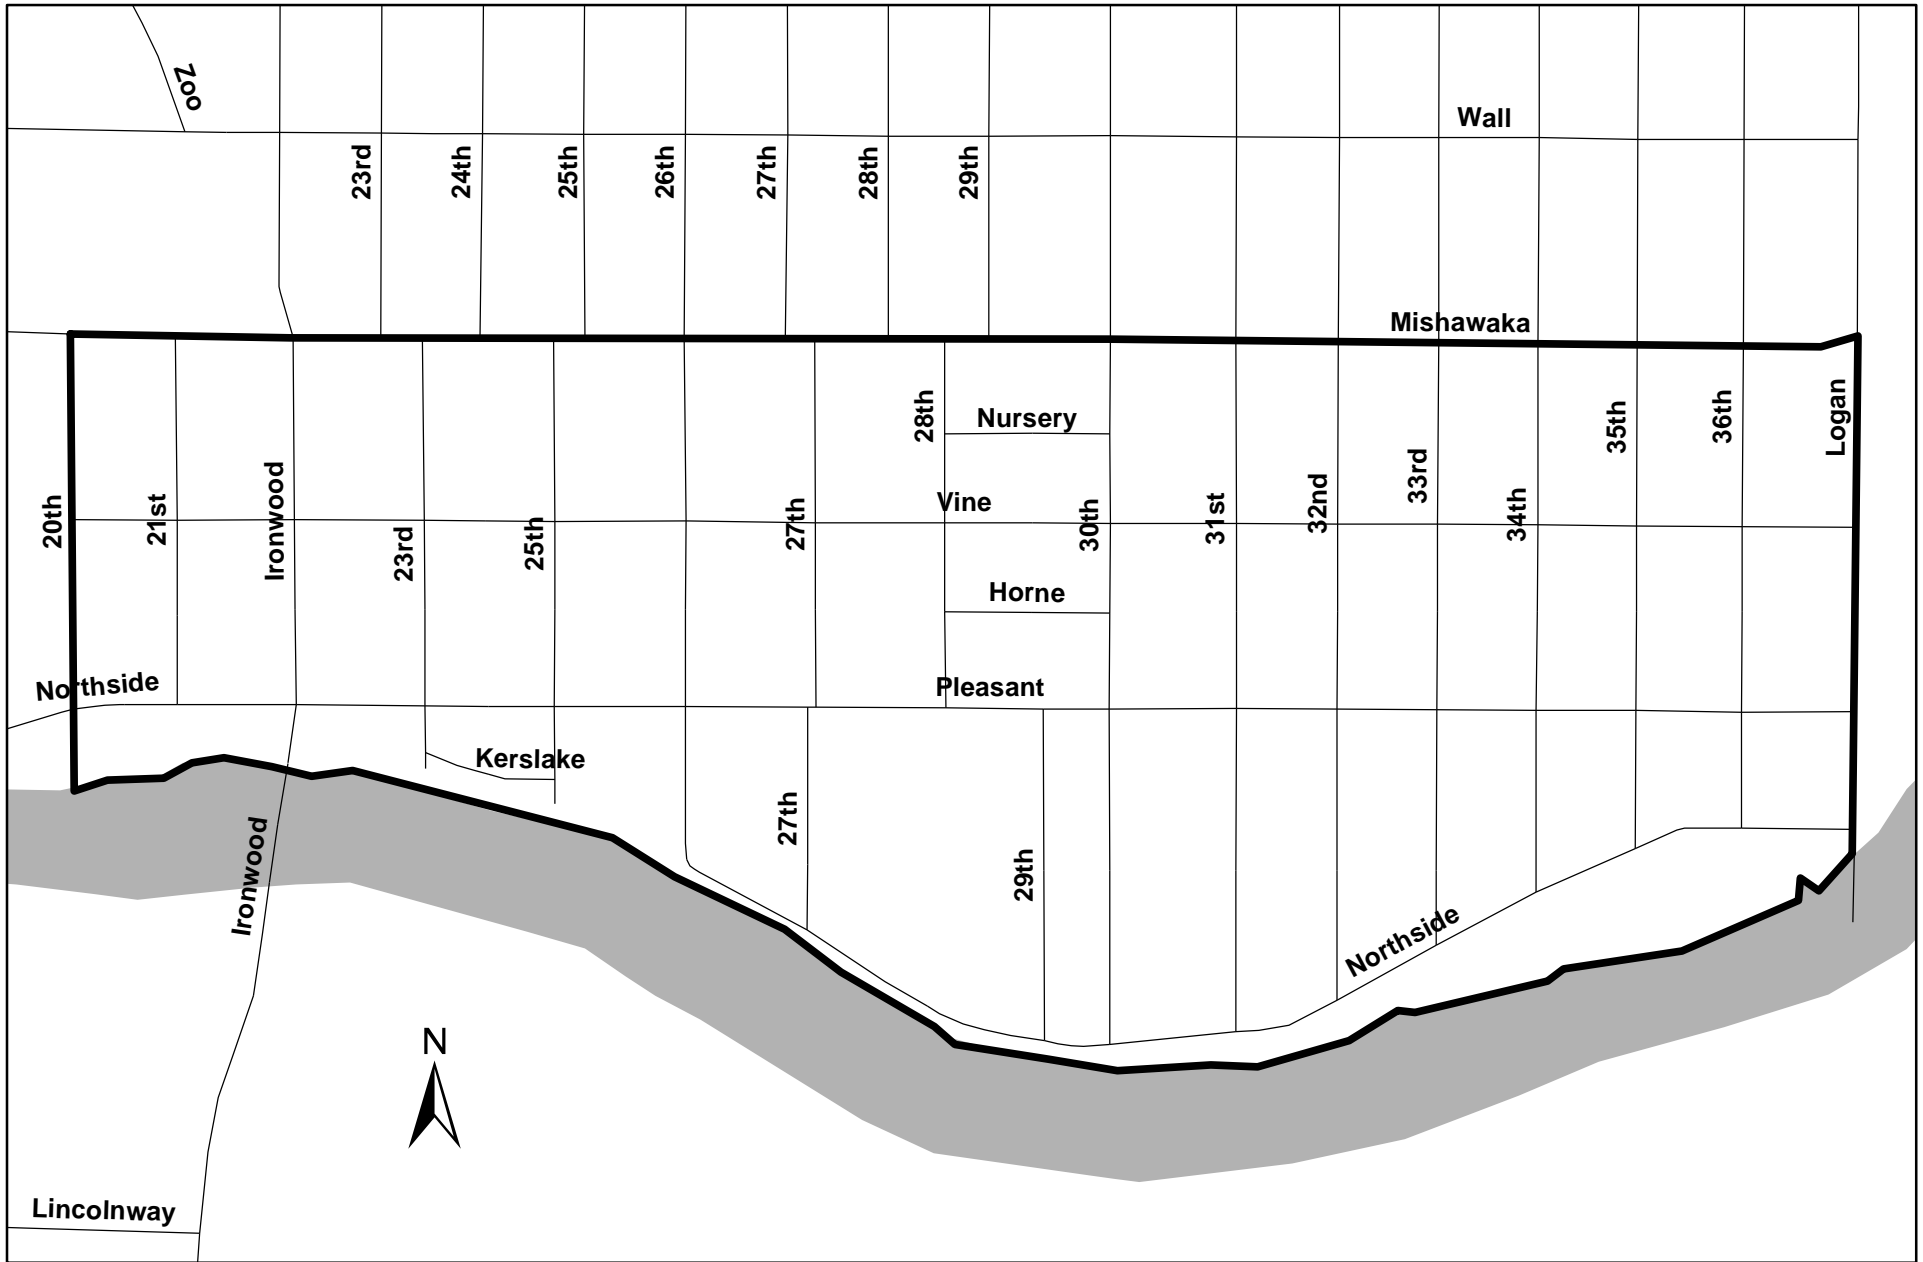 Zoo
Wall
23rd
24th
25th
26th
27th
28th
29th
Mishawaka
28th
Nursery
35th
36th
Logan
20th
21st
Ironwood
23rd
25th
27th
Vine
30th
31st
32nd
33rd
34th
Horne
Northside
Pleasant
Kerslake
27th
29th
Ironwood
Northside
N
Lincolnway